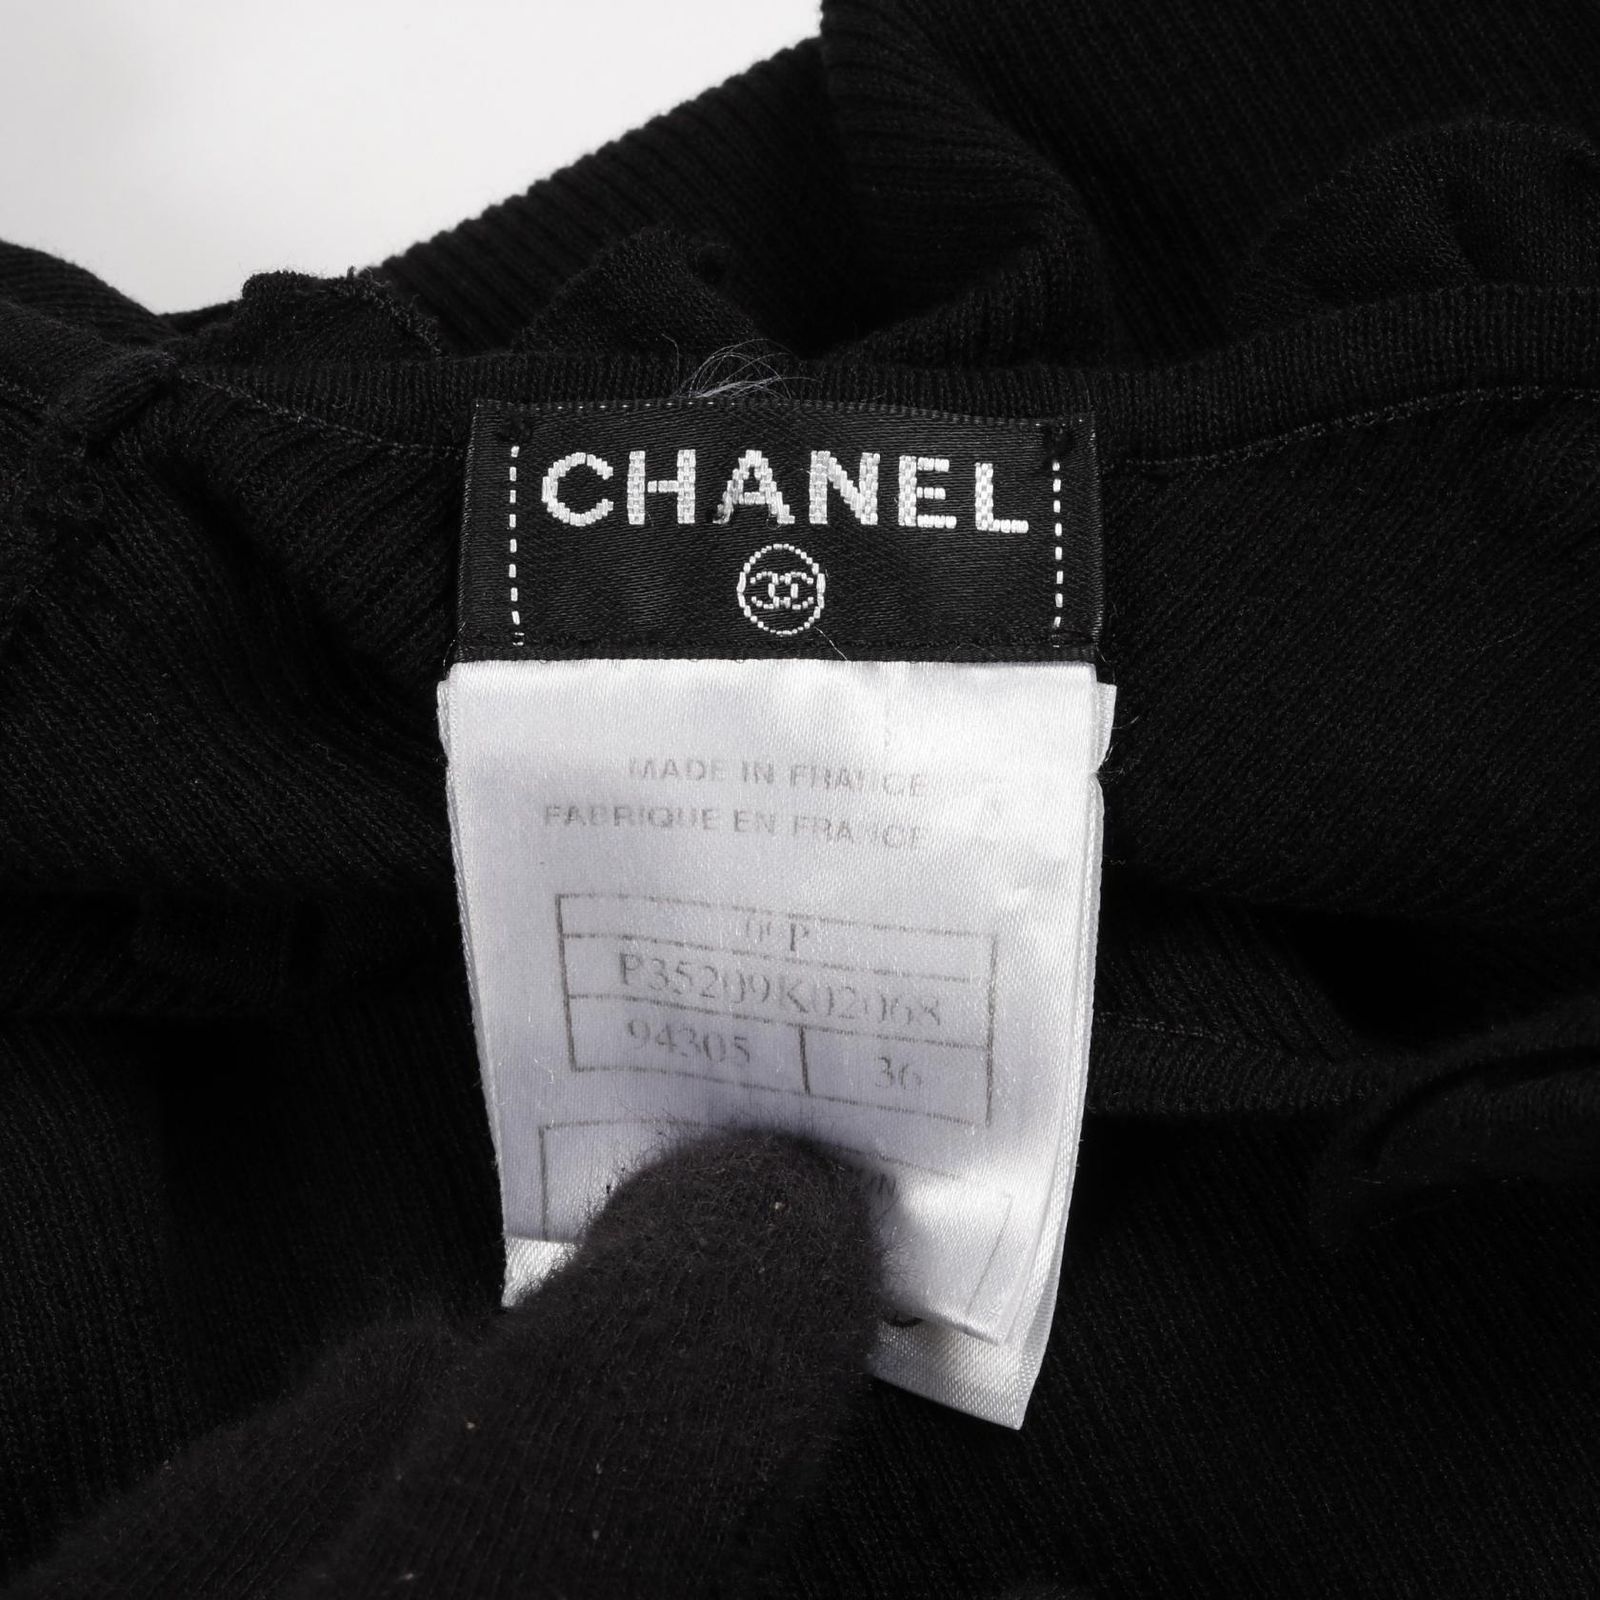 CHANEL
MADE IN FRANCE
FABRIQUE EN FRANCE
P
P35209K02068
94305 36